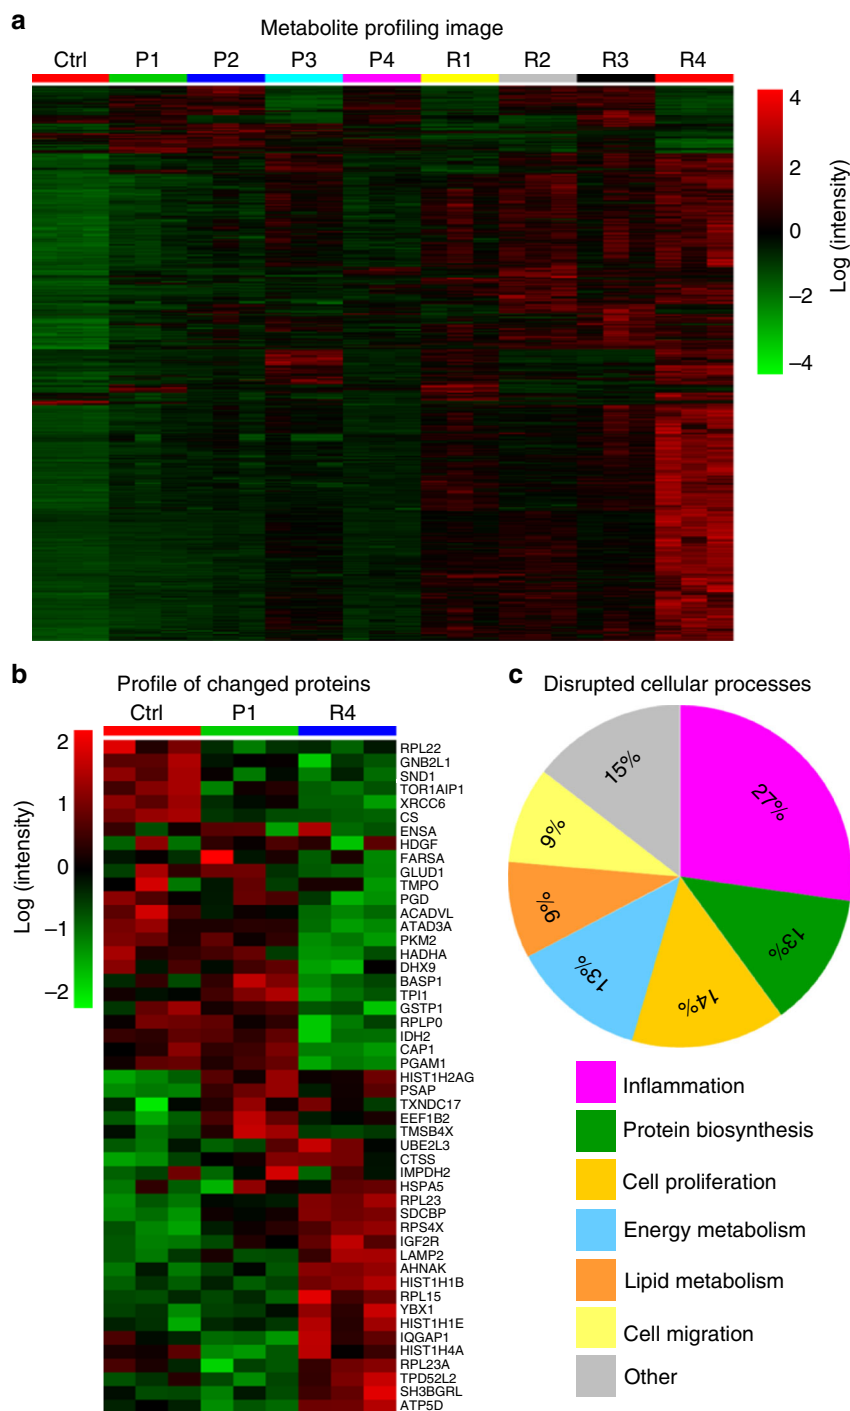 a
Metabolite profiling image
Ctrl P1 P2 P3 P4 R1 R2 R3 R4
4
2
0
−2
−4
Log (intensity)
b
Profile of changed proteins
Ctrl P1 R4
2
1
0
−1
−2
Log (intensity)
RPL22
GNB2L1
SND1
TOR1AIP1
XRCC6
CS
ENSA
HDGF
FARSA
GLUD1
TMPO
PGD
ACADVL
ATAD3A
PKM2
HADHA
DHX9
BASP1
TPI1
GSTP1
RPLP0
IDH2
CAP1
PGAM1
HIST1H2AG
PSAP
TXNDC17
EEF1B2
TMSB4X
UBE2L3
CTSS
IMPDH2
HSPA5
RPL23
SDCBP
RPS4X
IGF2R
LAMP2
AHNAK
HIST1H1B
RPL15
YBX1
HIST1H1E
IQGAP1
HIST1H4A
RPL23A
TPD52L2
SH3BGRL
ATP5D
c
Disrupted cellular processes
27%
13%
14%
13%
9%
9%
15%
Inflammation
Protein biosynthesis
Cell proliferation
Energy metabolism
Lipid metabolism
Cell migration
Other